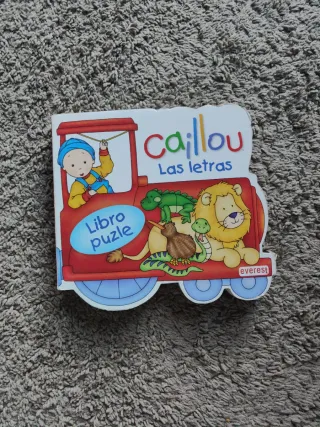 Caillou
Las letras
Libro
puzle
everest